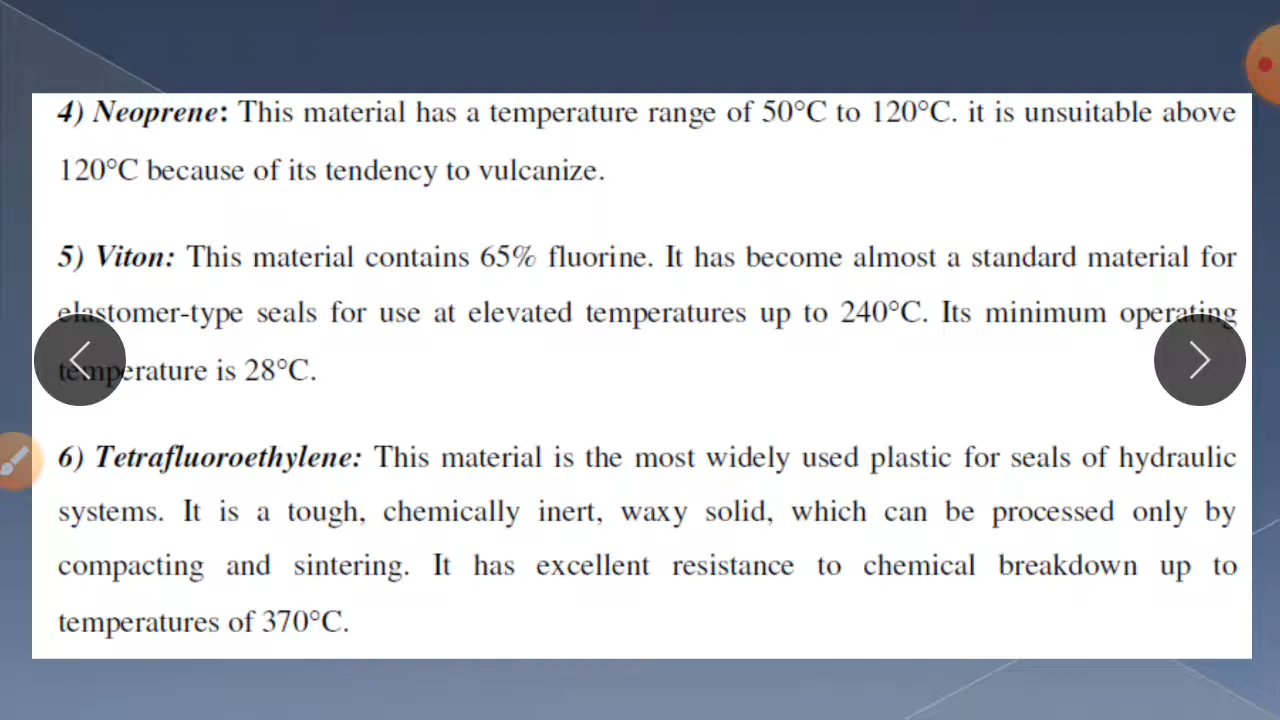 4) Neoprene: This material has a temperature range of 50°C to 120°C. it is unsuitable above
120°C because of its tendency to vulcanize.
5) Viton: This material contains 65% fluorine. It has become almost a standard material for
elastomer-type seals for use at elevated temperatures up to 240°C. Its minimum operating
temperature is 28°C.
6) Tetrafluoroethylene: This material is the most widely used plastic for seals of hydraulic
systems. It is a tough, chemically inert, waxy solid, which can be processed only by
compacting and sintering. It has excellent resistance to chemical breakdown up to
temperatures of 370°C.